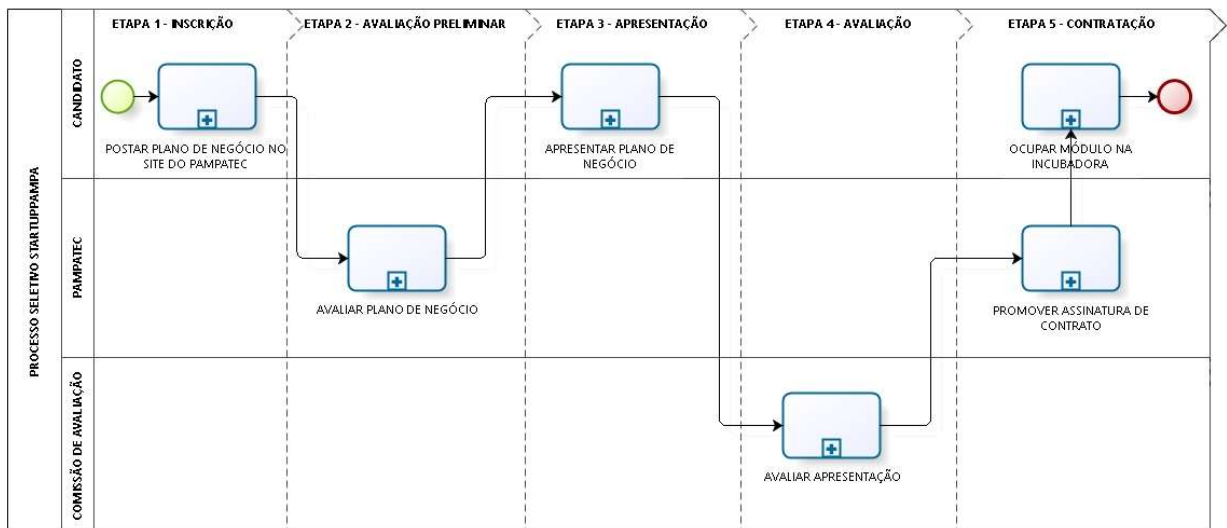 ETAPA 1 - INSCRIÇÃO
ETAPA 2 - AVALIAÇÃO PRELIMINAR
ETAPA 3 - APRESENTAÇÃO
ETAPA 4 - AVALIAÇÃO
ETAPA 5 - CONTRATAÇÃO
PROCESSO SELETIVO STARTUPPAMPA
CANDIDATO
POSTAR PLANO DE NEGÓCIO NO
SITE DO PAMPATEC
APRESENTAR PLANO DE
NEGÓCIO
OCUPAR MÓDULO NA
INCUBADORA
PAMPATEC
AVALIAR PLANO DE NEGÓCIO
PROMOVER ASSINATURA DE
CONTRATO
COMISSÃO DE AVALIAÇÃO
AVALIAR APRESENTAÇÃO